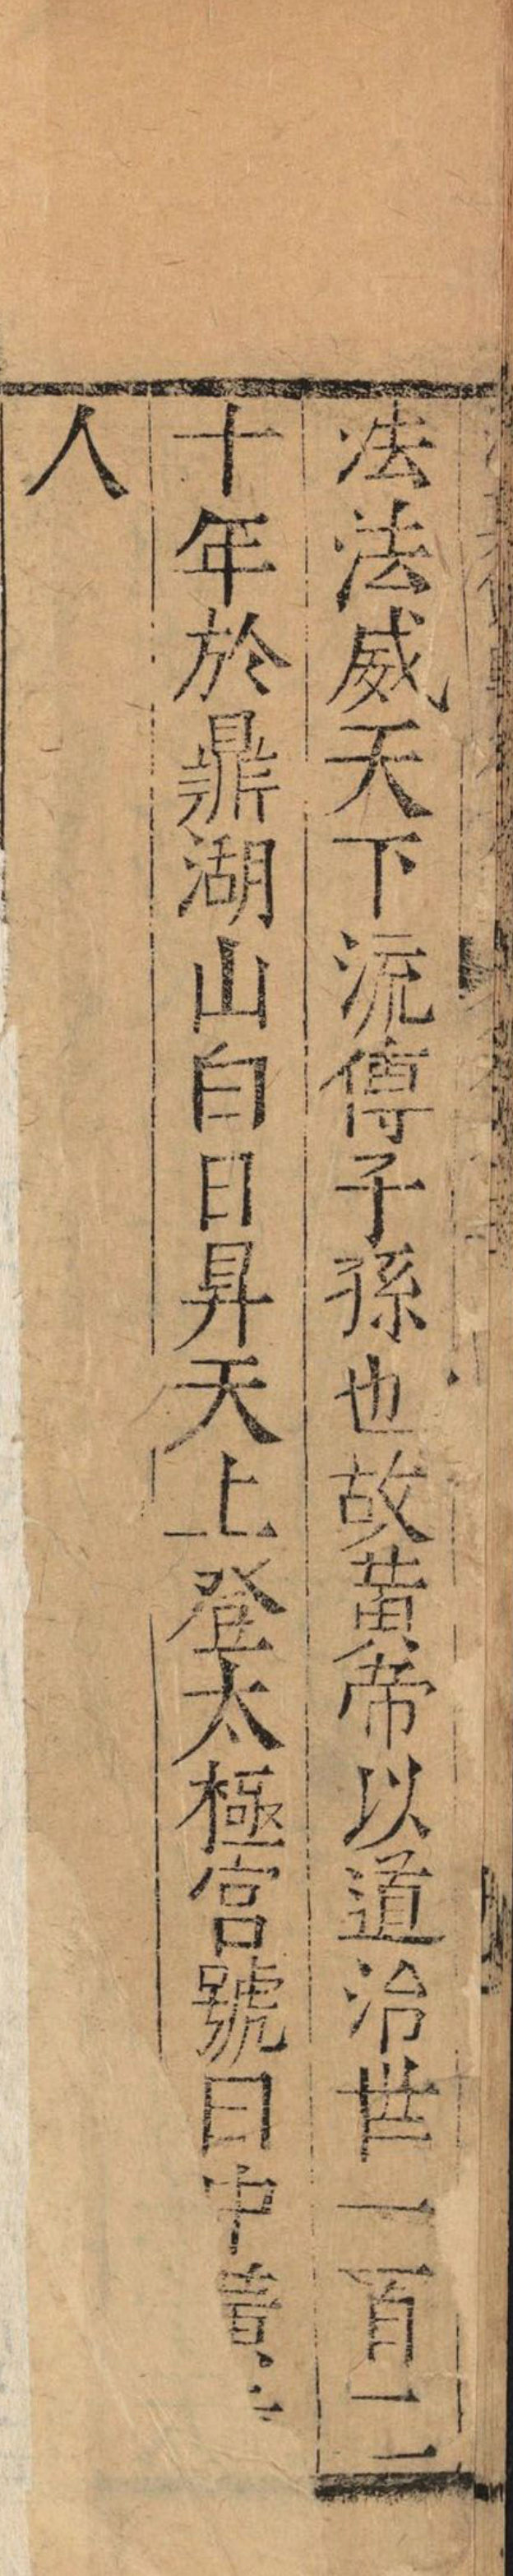 法法威天下流傳子孫也故黃帝以道治世一百二
十年於鼎湖山白日昇天上登太極宮號曰中黃真
人